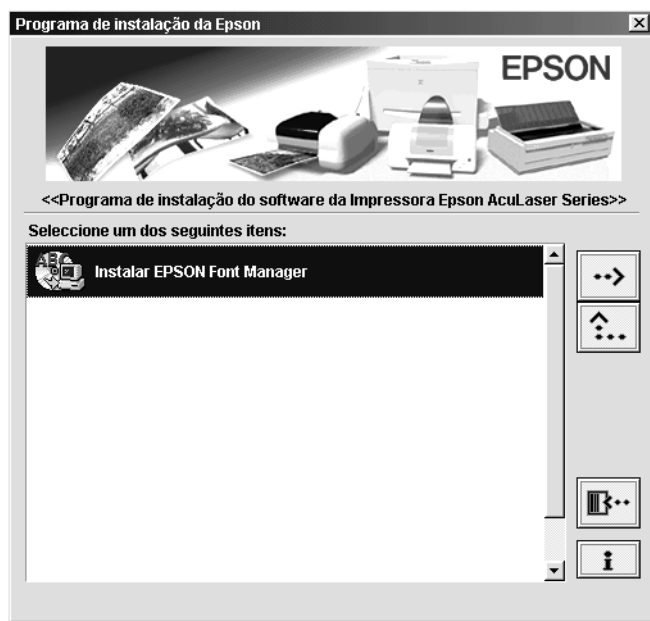 Programa de instalação da Epson
EPSON
<<Programa de instalação do software da Impressora Epson AcuLaser Series>>
Seleccione um dos seguintes itens:
ABC
Instalar EPSON Font Manager
i